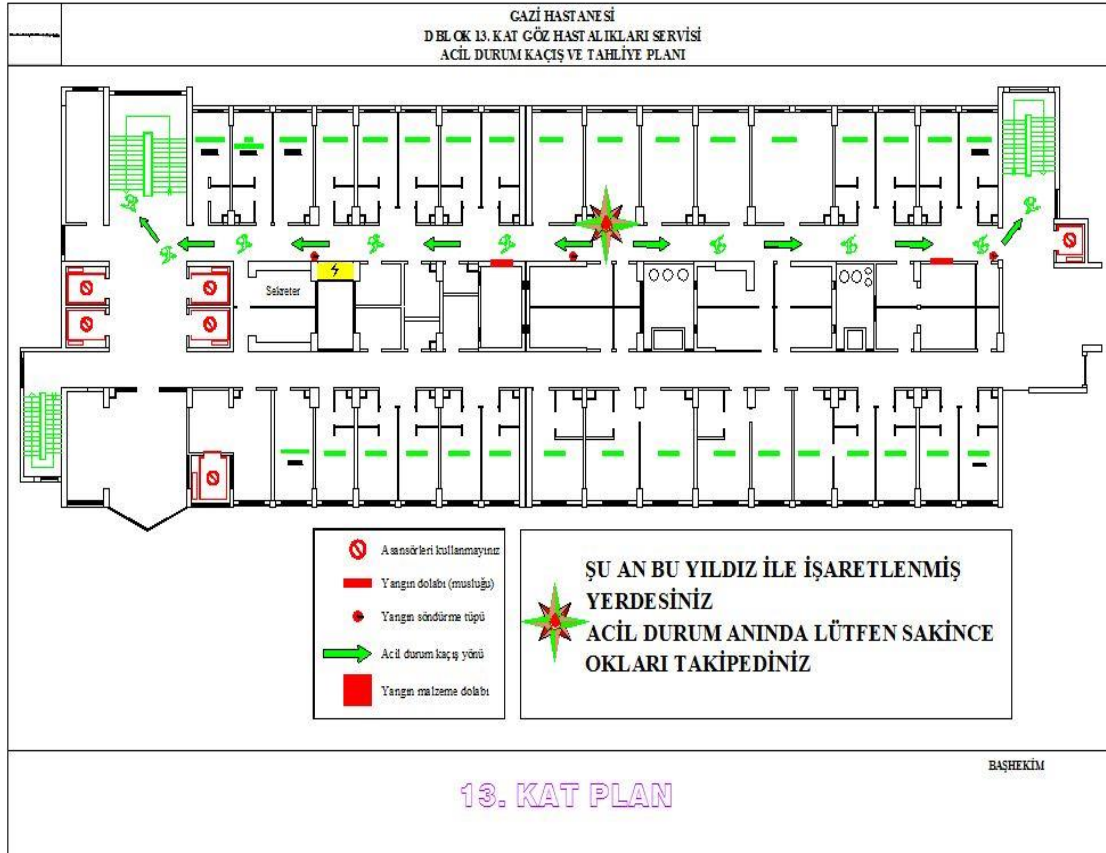 GAZİ HASTANESİ
D BLOK 13. KAT GÖZ HASTALIKLARI SERVİSİ
ACİL DURUM KAÇIŞ VE TAHLİYE PLANI
Sekreter
Asansörleri kullanmayınız
Yangın dolabı (musluğu)
Yangın söndürme tüpü
Acil durum kaçış yönü
Yangın malzeme dolabı
ŞU AN BU YILDIZ İLE İŞARETLENMİŞ
YERDESİNİZ
ACİL DURUM ANINDA LÜTFEN SAKİNCE
OKLARI TAKİPEDİNİZ
BAŞHEKİM
13. KAT PLAN